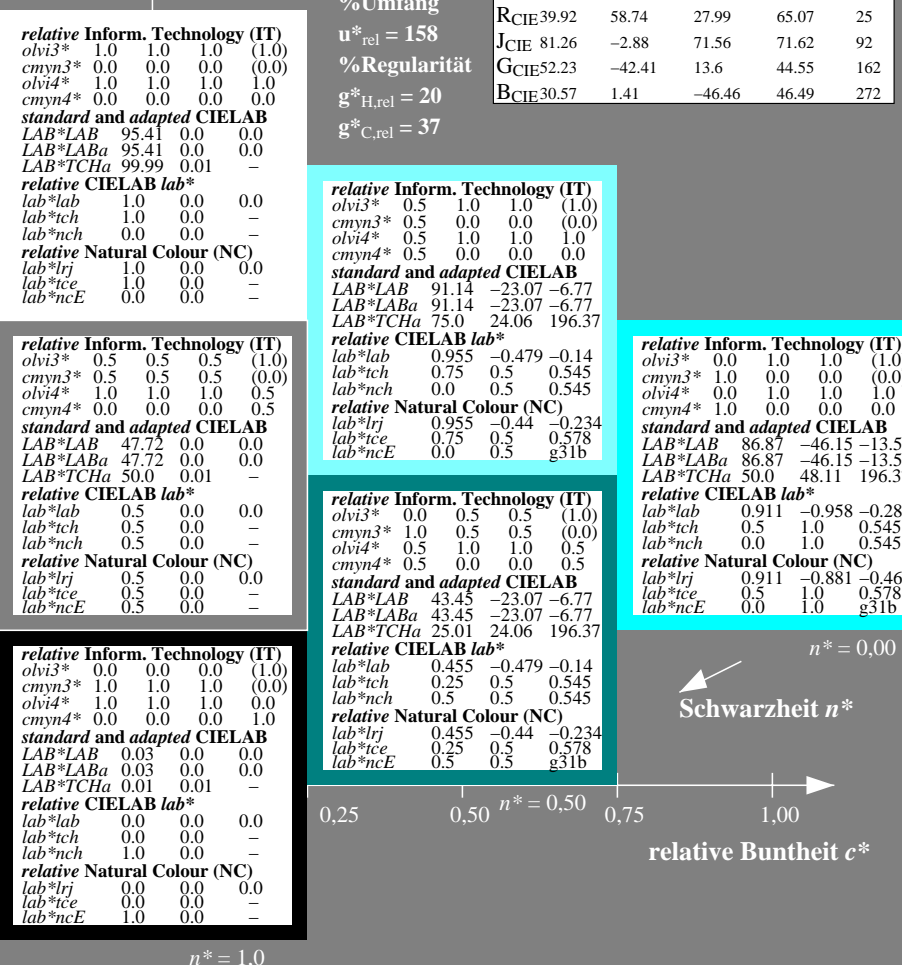 %Umfang
u*rel = 158
%Regularität
g*H,rel = 20
g*C,rel = 37
RCIE 39.92 58.74 27.99 65.07 25
JCIE 81.26 –2.88 71.56 71.62 92
GCIE 52.23 –42.41 13.6 44.55 162
BCIE 30.57 1.41 –46.46 46.49 272
relative Inform. Technology (IT)
olvi3* 1.0 1.0 1.0 (1.0)
cmyn3* 0.0 0.0 0.0 (0.0)
olvi4* 1.0 1.0 1.0 1.0
cmyn4* 0.0 0.0 0.0 0.0
standard and adapted CIELAB
LAB*LAB 95.41 0.0 0.0
LAB*LABa 95.41 0.0 0.0
LAB*TCHa 99.99 0.01 –
relative CIELAB lab*
lab*lab 1.0 0.0 0.0
lab*tch 1.0 0.0 –
lab*nch 0.0 0.0 –
relative Natural Colour (NC)
lab*lrj 1.0 0.0 0.0
lab*tce 1.0 0.0 –
lab*ncE 0.0 0.0 –
relative Inform. Technology (IT)
olvi3* 0.5 1.0 1.0 (1.0)
cmyn3* 0.5 0.0 0.0 (0.0)
olvi4* 0.5 1.0 1.0 1.0
cmyn4* 0.5 0.0 0.0 0.0
standard and adapted CIELAB
LAB*LAB 91.14 –23.07 –6.77
LAB*LABa 91.14 –23.07 –6.77
LAB*TCHa 75.0 24.06 196.37
relative CIELAB lab*
lab*lab 0.955 –0.479 –0.14
lab*tch 0.75 0.5 0.545
lab*nch 0.0 0.5 0.545
relative Natural Colour (NC)
lab*lrj 0.955 –0.44 –0.234
lab*tce 0.75 0.5 0.578
lab*ncE 0.0 0.5 g31b
relative Inform. Technology (IT)
olvi3* 0.5 0.5 0.5 (1.0)
cmyn3* 0.5 0.5 0.5 (0.0)
olvi4* 1.0 1.0 1.0 0.5
cmyn4* 0.0 0.0 0.0 0.5
standard and adapted CIELAB
LAB*LAB 47.72 0.0 0.0
LAB*LABa 47.72 0.0 0.0
LAB*TCHa 50.0 0.01 –
relative CIELAB lab*
lab*lab 0.5 0.0 0.0
lab*tch 0.5 0.0 –
lab*nch 0.5 0.0 –
relative Natural Colour (NC)
lab*lrj 0.5 0.0 0.0
lab*tce 0.5 0.0 –
lab*ncE 0.5 0.0 –
relative Inform. Technology (IT)
olvi3* 0.0 1.0 1.0 (1.0
cmyn3* 1.0 0.0 0.0 (0.0
olvi4* 0.0 1.0 1.0 1.0
cmyn4* 1.0 0.0 0.0 0.0
standard and adapted CIELAB
LAB*LAB 86.87 –46.15 –13.5
LAB*LABa 86.87 –46.15 –13.5
LAB*TCHa 50.0 48.11 196.3
relative CIELAB lab*
lab*lab 0.911 –0.958 –0.28
lab*tch 0.5 1.0 0.545
lab*nch 0.0 1.0 0.545
relative Natural Colour (NC)
lab*lrj 0.911 –0.881 –0.46
lab*tce 0.5 1.0 0.578
lab*ncE 0.0 1.0 g31b
relative Inform. Technology (IT)
olvi3* 0.0 0.5 0.5 (1.0)
cmyn3* 1.0 0.5 0.5 (0.0)
olvi4* 0.5 1.0 1.0 0.5
cmyn4* 0.5 0.0 0.0 0.5
standard and adapted CIELAB
LAB*LAB 43.45 –23.07 –6.77
LAB*LABa 43.45 –23.07 –6.77
LAB*TCHa 25.01 24.06 196.37
relative CIELAB lab*
lab*lab 0.455 –0.479 –0.14
lab*tch 0.25 0.5 0.545
lab*nch 0.5 0.5 0.545
relative Natural Colour (NC)
lab*lrj 0.455 –0.44 –0.234
lab*tce 0.25 0.5 0.578
lab*ncE 0.5 0.5 g31b
relative Inform. Technology (IT)
olvi3* 0.0 0.0 0.0 (1.0)
cmyn3* 1.0 1.0 1.0 (0.0)
olvi4* 1.0 1.0 1.0 0.0
cmyn4* 0.0 0.0 0.0 1.0
standard and adapted CIELAB
LAB*LAB 0.03 0.0 0.0
LAB*LABa 0.03 0.0 0.0
LAB*TCHa 0.01 0.01 –
relative CIELAB lab*
lab*lab 0.0 0.0 0.0
lab*tch 0.0 0.0 –
lab*nch 1.0 0.0 –
relative Natural Colour (NC)
lab*lrj 0.0 0.0 0.0
lab*tce 0.0 0.0 –
lab*ncE 1.0 0.0 –
n* = 0,00
Schwarzheit n*
0,25 0,50 n* = 0,50 0,75 1,00
relative Buntheit c*
n* = 1,0